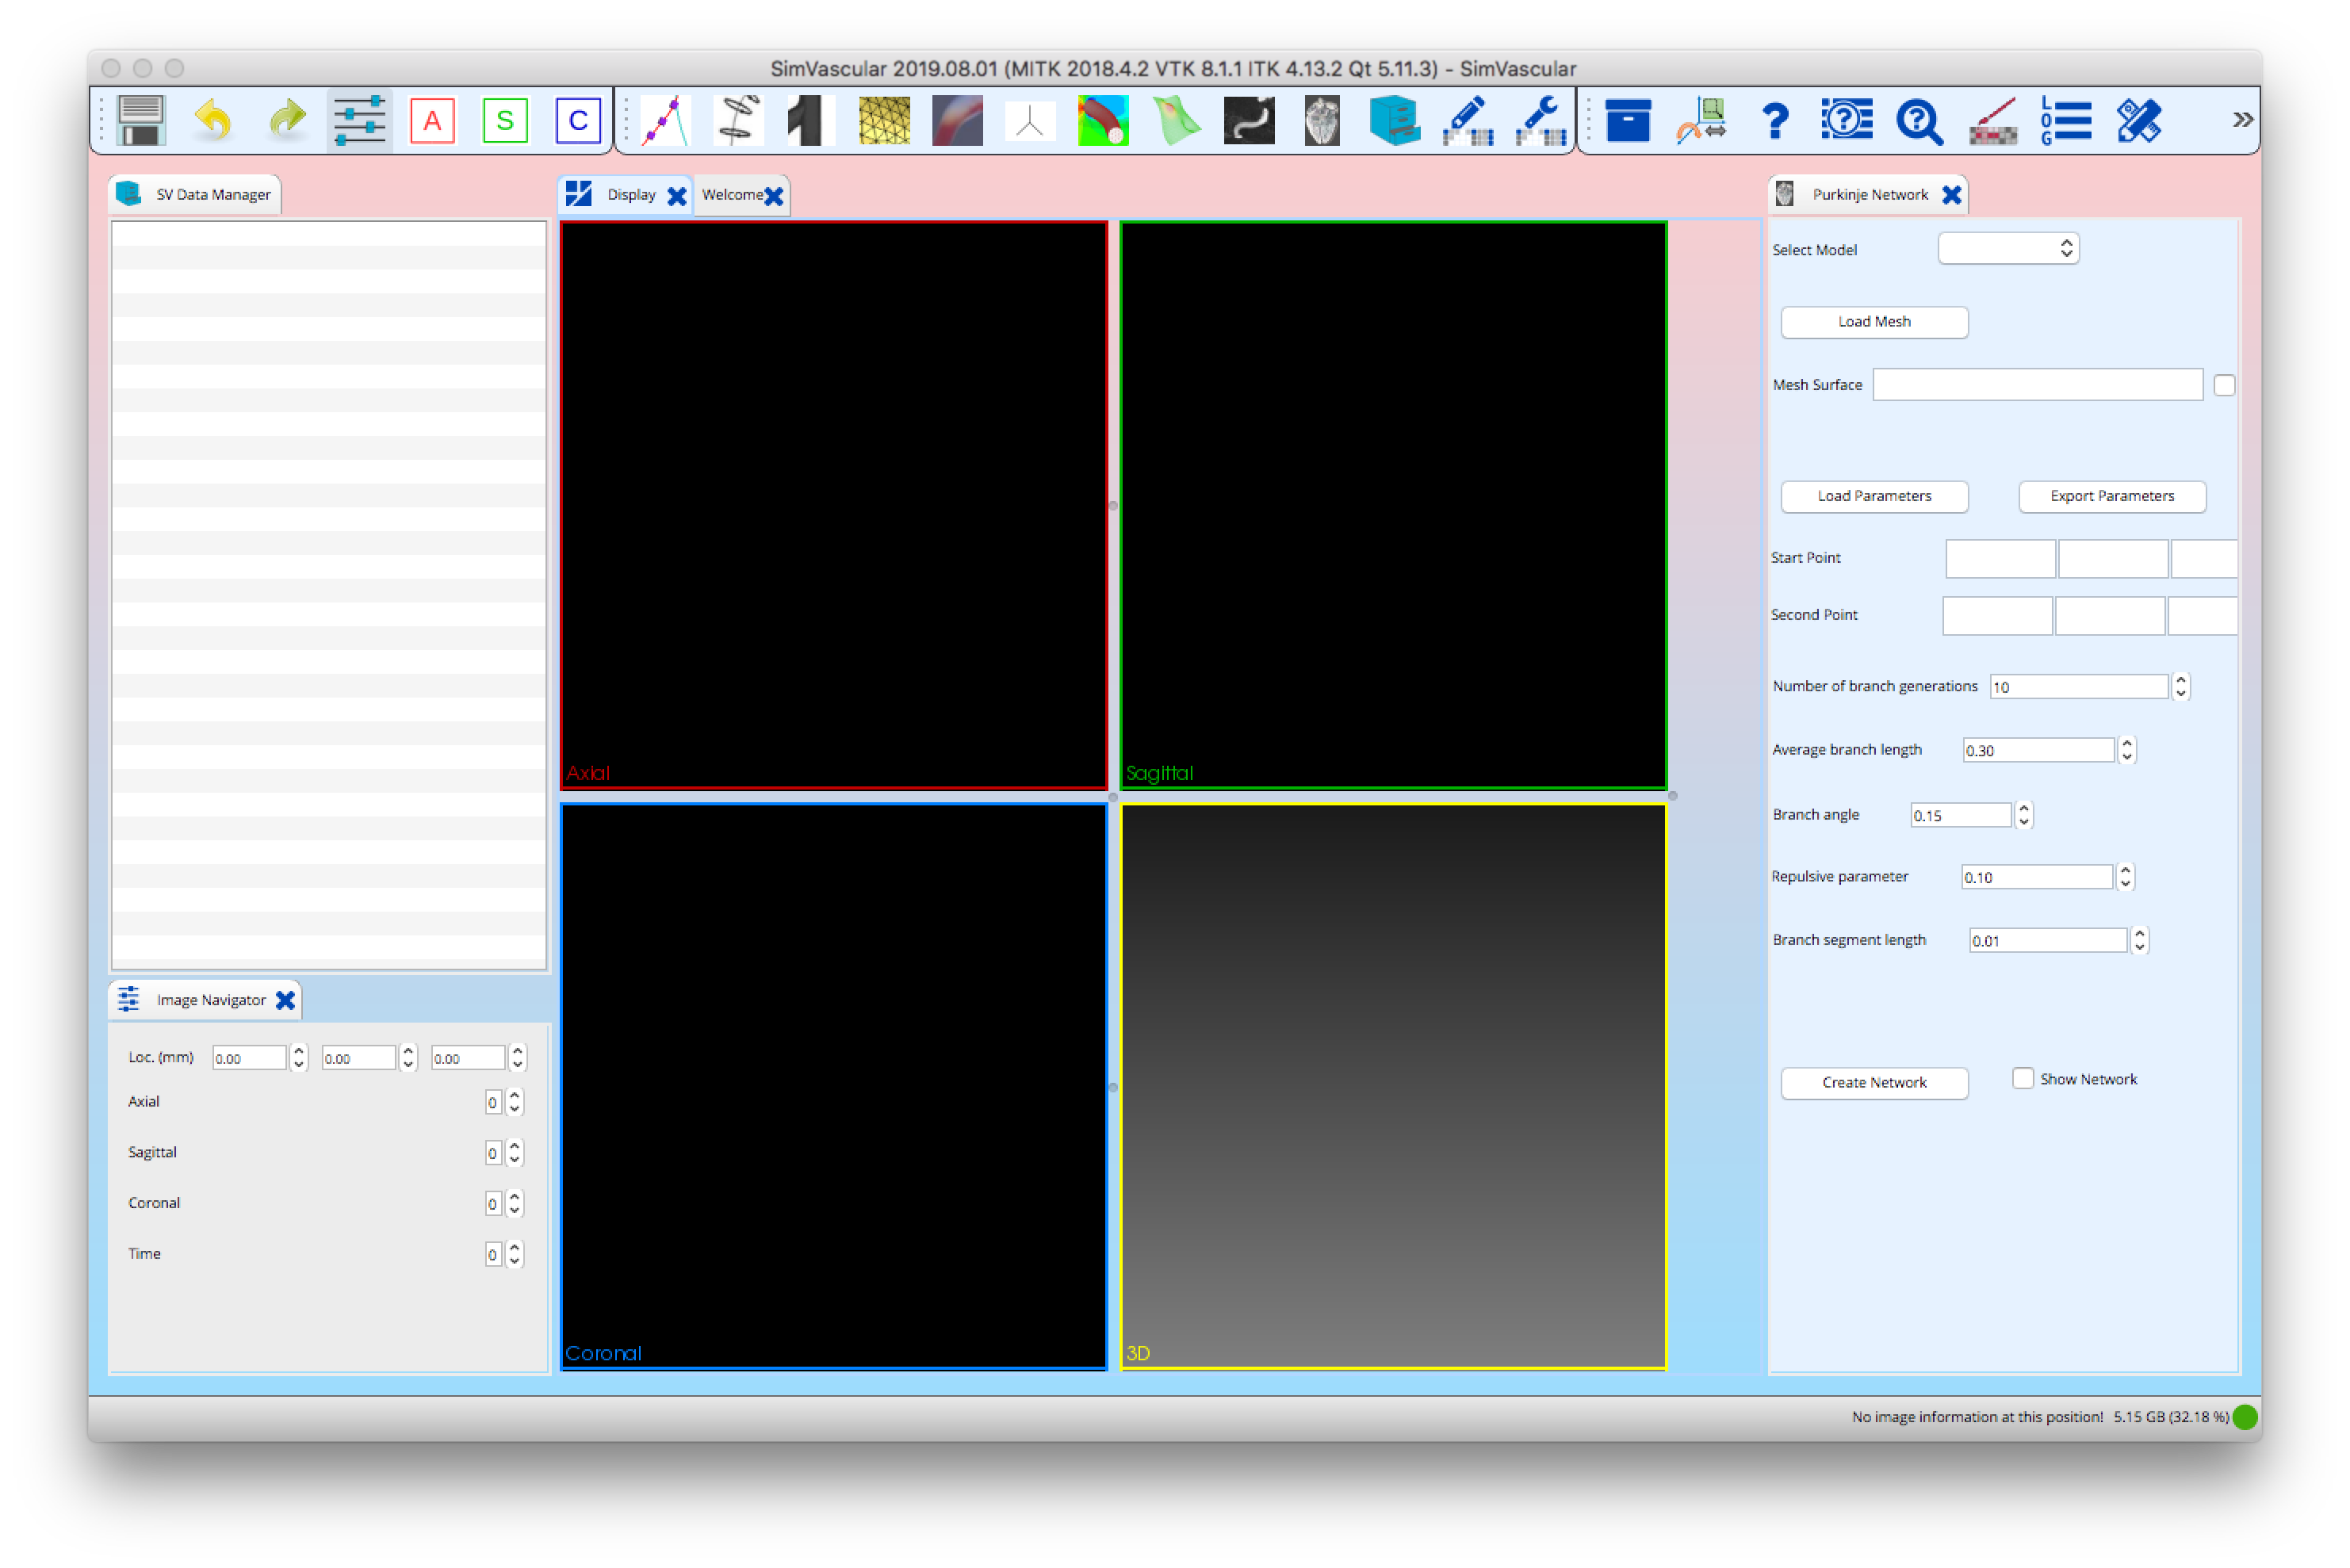 SimVascular 2019.08.01 (MITK 2018.4.2 VTK 8.1.1 ITK 4.13.2 Qt 5.11.3) - SimVascular
A S C
LOG
SV Data Manager
Display
Welcome
Purkinje Network
Select Model
Load Mesh
Mesh Surface
Load Parameters
Export Parameters
Start Point
Second Point
Number of branch generations 10
Average branch length 0.30
Branch angle 0.15
Repulsive parameter 0.10
Branch segment length 0.01
Create Network
Show Network
Axial
Sagittal
Coronal
3D
Image Navigator
Loc. (mm) 0.00 0.00 0.00
Axial 0
Sagittal 0
Coronal 0
Time 0
No image information at this position! 5.15 GB (32.18 %)